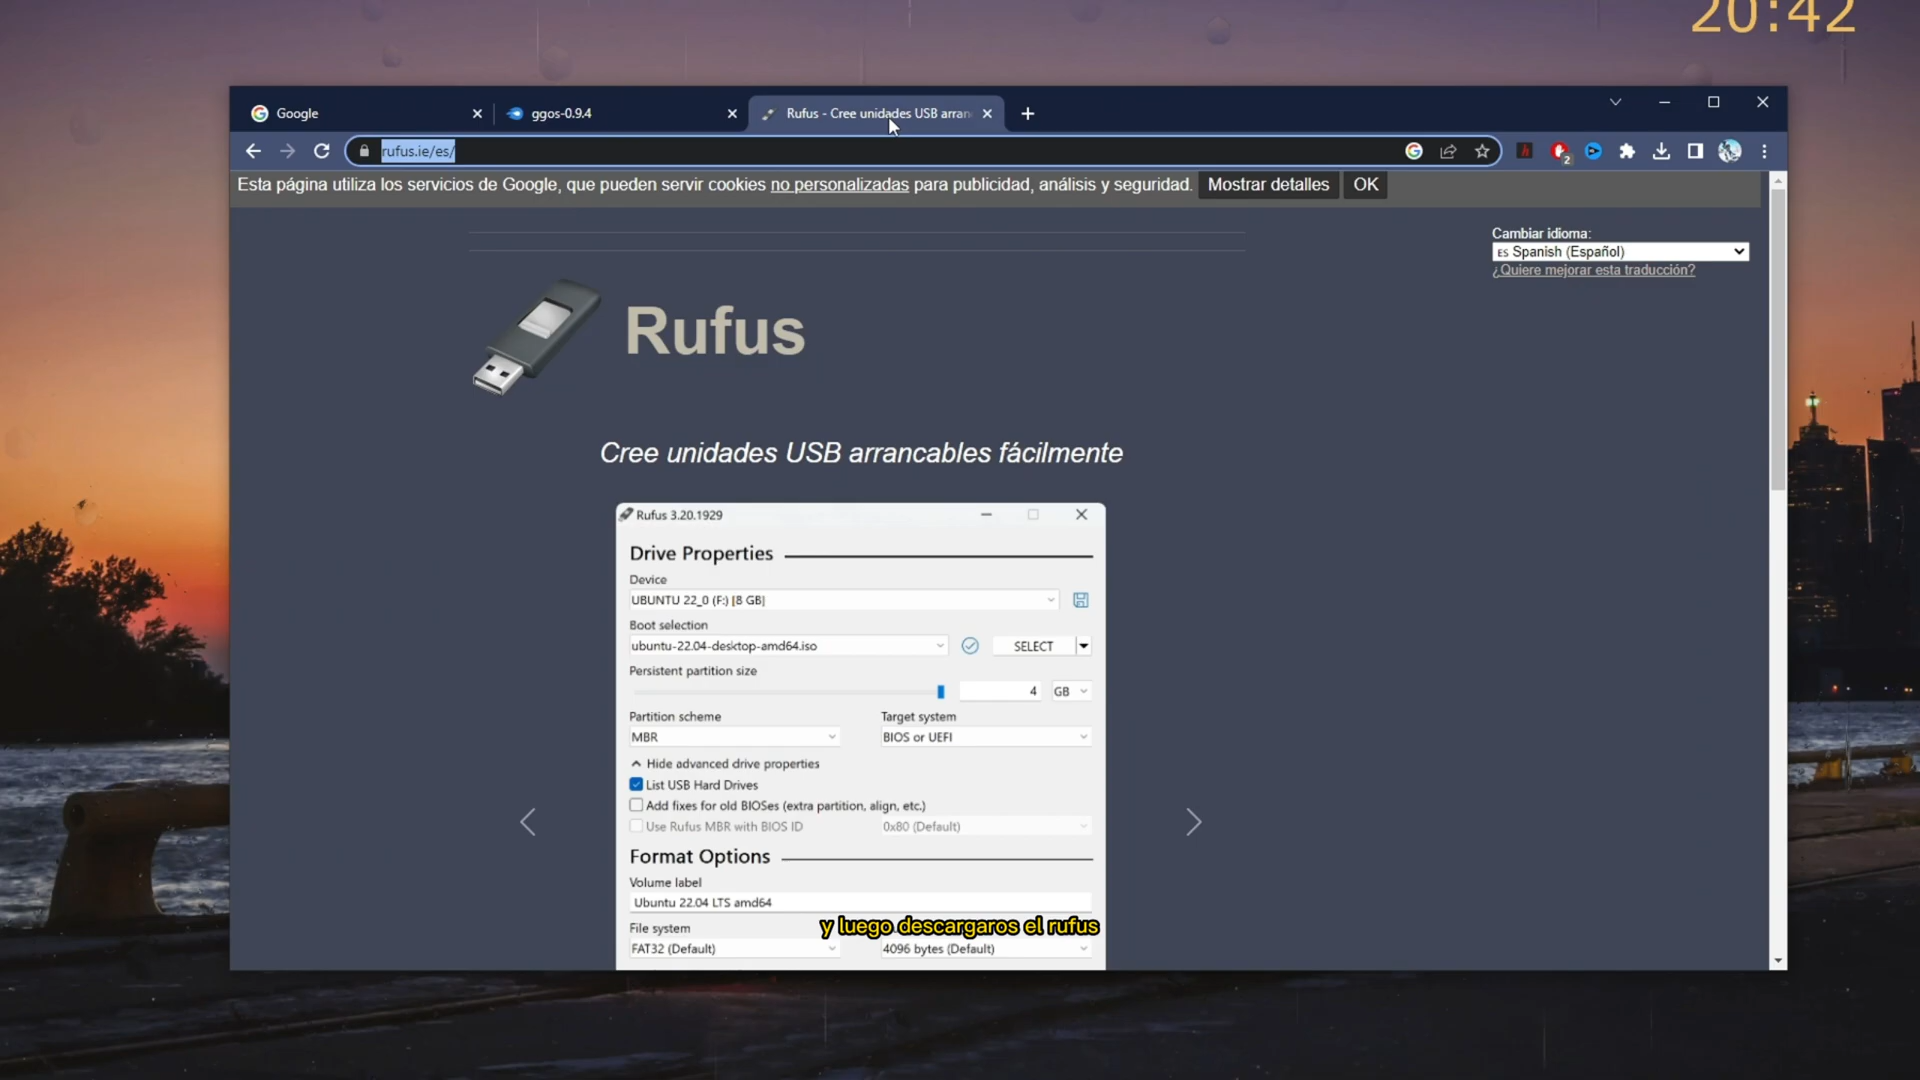 20:42
Google
ggos-0.9.4
Rufus - Cree unidades USB arran
rufus.ie/es/
2
Esta página utiliza los servicios de Google, que pueden servir cookies no personalizadas para publicidad, análisis y seguridad. Mostrar detalles OK
Cambiar idioma:
ES Spanish (Español)
¿Quiere mejorar esta traducción?
Rufus
Cree unidades USB arrancables fácilmente
Rufus 3.20.1929
Drive Properties
Device
UBUNTU 22_0 (F:) [8 GB]
Boot selection
ubuntu-22.04-desktop-amd64.iso SELECT
Persistent partition size
4 GB
Partition scheme Target system
MBR BIOS or UEFI
Hide advanced drive properties
List USB Hard Drives
Add fixes for old BIOSes (extra partition, align, etc.)
Use Rufus MBR with BIOS ID 0x80 (Default)
Format Options
Volume label
Ubuntu 22.04 LTS amd64
File system
y luego descargaros el rufus
FAT32 (Default) 4096 bytes (Default)